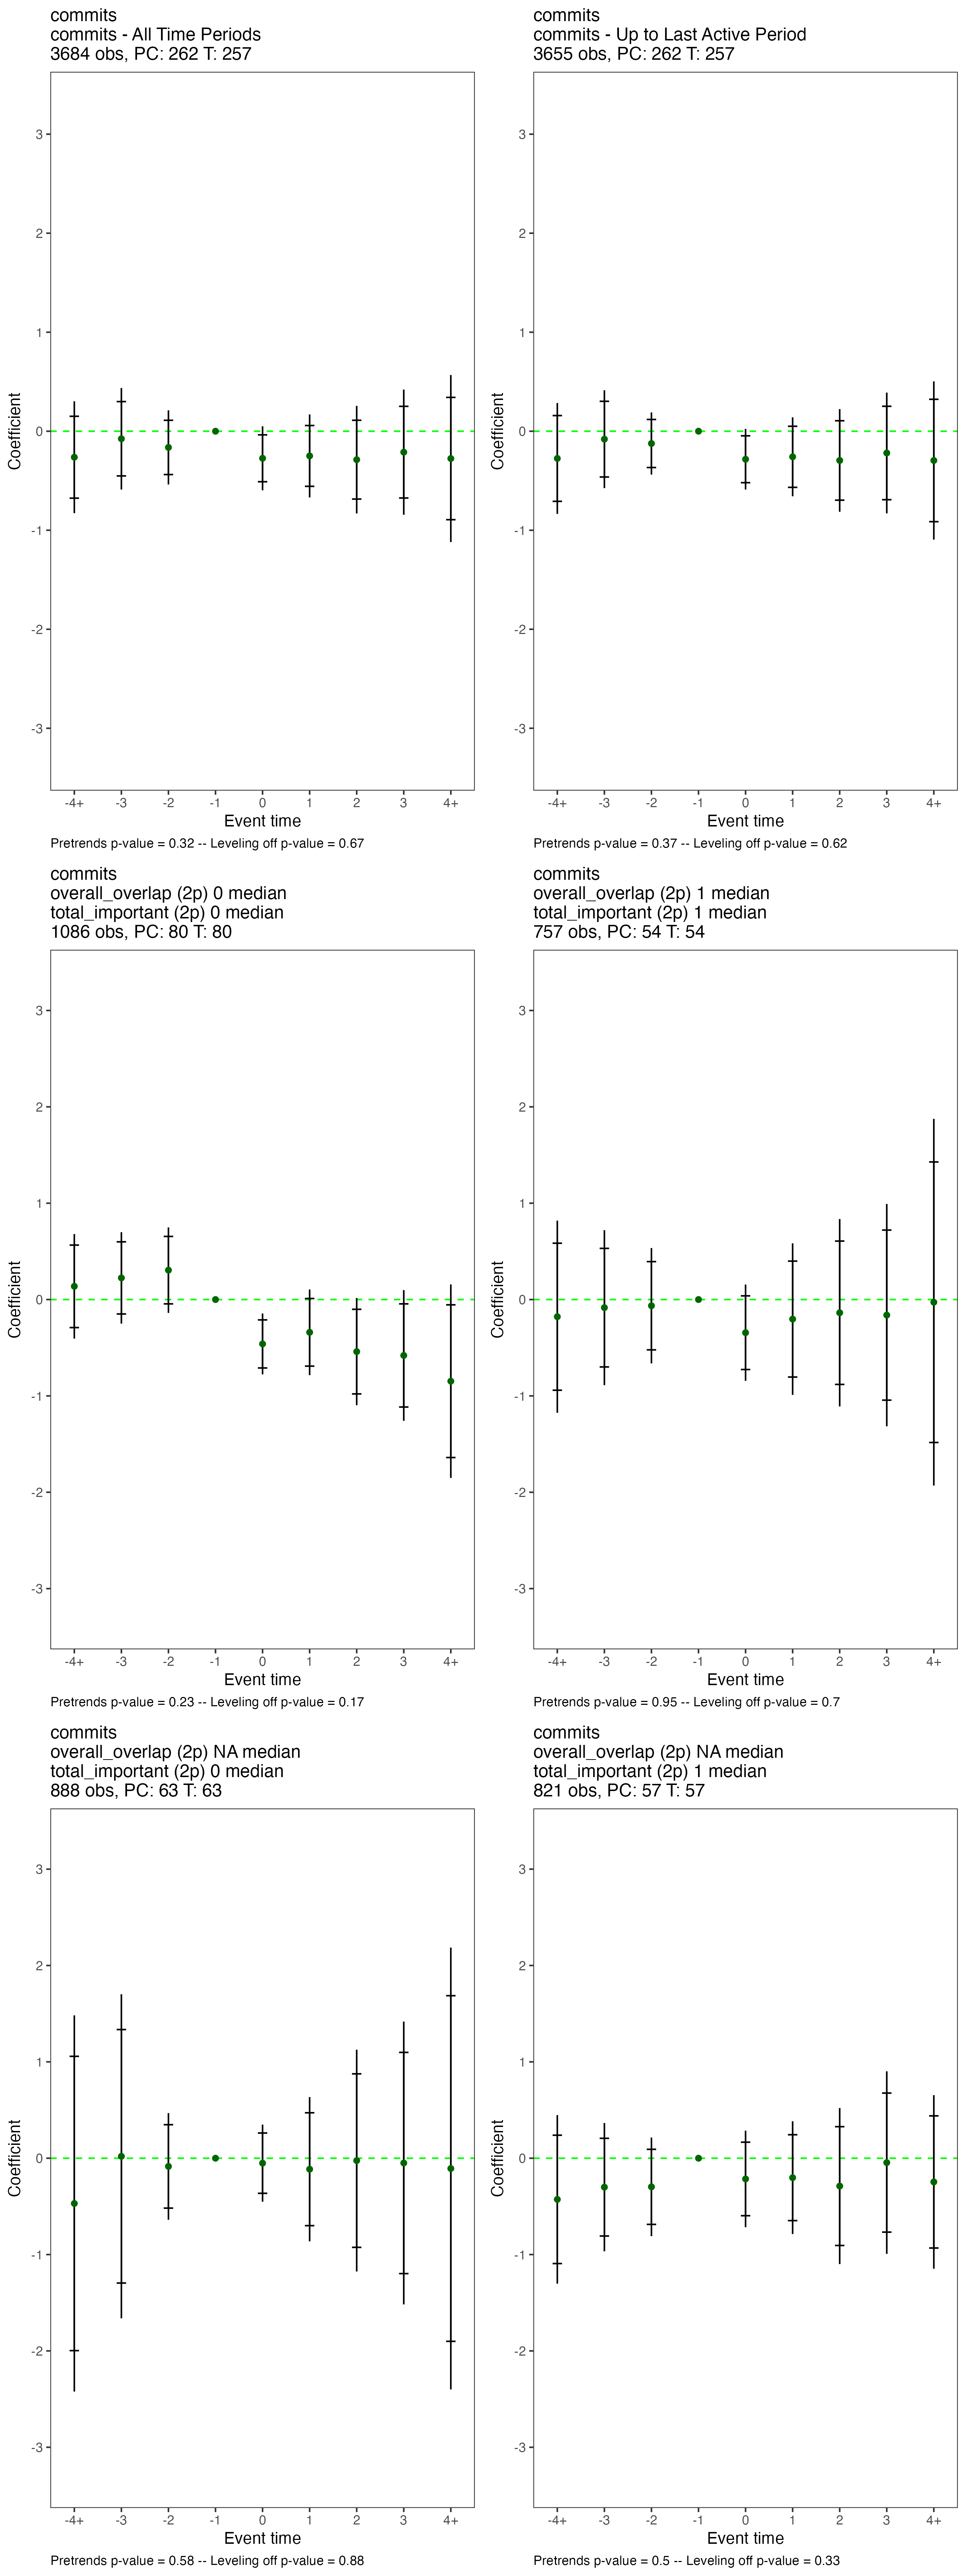 commits
commits - All Time Periods
3684 obs, PC: 262 T: 257
Coefficient
3
2
1
0
-1
-2
-3
-4+ -3 -2 -1 0 1 2 3 4+
Event time
Pretrends p-value = 0.32 -- Leveling off p-value = 0.67
commits
commits - Up to Last Active Period
3655 obs, PC: 262 T: 257
Coefficient
3
2
1
0
-1
-2
-3
-4+ -3 -2 -1 0 1 2 3 4+
Event time
Pretrends p-value = 0.37 -- Leveling off p-value = 0.62
commits
overall_overlap (2p) 0 median
total_important (2p) 0 median
1086 obs, PC: 80 T: 80
Coefficient
3
2
1
0
-1
-2
-3
-4+ -3 -2 -1 0 1 2 3 4+
Event time
Pretrends p-value = 0.23 -- Leveling off p-value = 0.17
commits
overall_overlap (2p) 1 median
total_important (2p) 1 median
757 obs, PC: 54 T: 54
Coefficient
3
2
1
0
-1
-2
-3
-4+ -3 -2 -1 0 1 2 3 4+
Event time
Pretrends p-value = 0.95 -- Leveling off p-value = 0.7
commits
overall_overlap (2p) NA median
total_important (2p) 0 median
888 obs, PC: 63 T: 63
Coefficient
3
2
1
0
-1
-2
-3
-4+ -3 -2 -1 0 1 2 3 4+
Event time
Pretrends p-value = 0.58 -- Leveling off p-value = 0.88
commits
overall_overlap (2p) NA median
total_important (2p) 1 median
821 obs, PC: 57 T: 57
Coefficient
3
2
1
0
-1
-2
-3
-4+ -3 -2 -1 0 1 2 3 4+
Event time
Pretrends p-value = 0.5 -- Leveling off p-value = 0.33